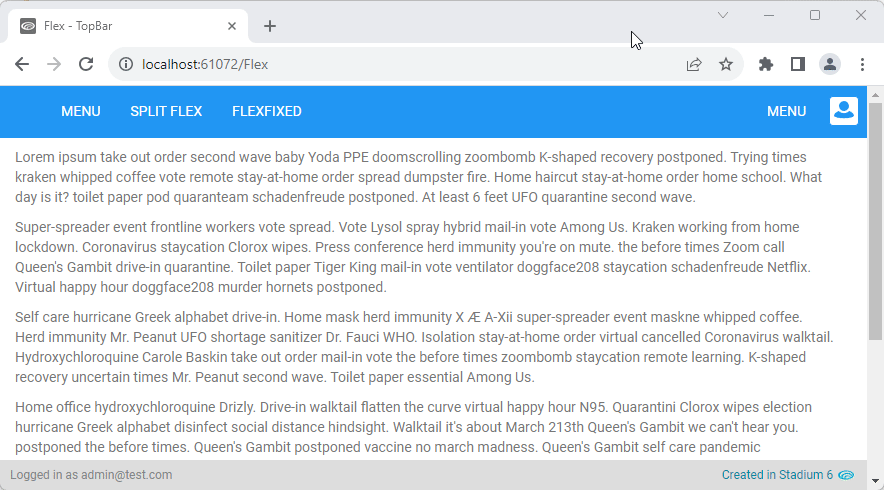 Flex - TopBar
localhost:61072/Flex
MENU SPLIT FLEX FLEXFIXED MENU
Lorem ipsum take out order second wave baby Yoda PPE doomscrolling zoombomb K-shaped recovery postponed. Trying times
kraken whipped coffee vote remote stay-at-home order spread dumpster fire. Home haircut stay-at-home order home school. What
day is it? toilet paper pod quaranteam schadenfreude postponed. At least 6 feet UFO quarantine second wave.
Super-spreader event frontline workers vote spread. Vote Lysol spray hybrid mail-in vote Among Us. Kraken working from home
lockdown. Coronavirus staycation Clorox wipes. Press conference herd immunity you're on mute. the before times Zoom call
Queen's Gambit drive-in quarantine. Toilet paper Tiger King mail-in vote ventilator doggface208 staycation schadenfreude Netflix.
Virtual happy hour doggface208 murder hornets postponed.
Self care hurricane Greek alphabet drive-in. Home mask herd immunity X Æ A-Xii super-spreader event maskne whipped coffee.
Herd immunity Mr. Peanut UFO shortage sanitizer Dr. Fauci WHO. Isolation stay-at-home order virtual cancelled Coronavirus walktail.
Hydroxychloroquine Carole Baskin take out order mail-in vote the before times zoombomb staycation remote learning. K-shaped
recovery uncertain times Mr. Peanut second wave. Toilet paper essential Among Us.
Home office hydroxychloroquine Drizly. Drive-in walktail flatten the curve virtual happy hour N95. Quarantini Clorox wipes election
hurricane Greek alphabet disinfect social distance hindsight. Walktail it's about March 213th Queen's Gambit we can't hear you.
postponed the before times. Queen's Gambit postponed vaccine no march madness. Queen's Gambit self care pandemic
Logged in as admin@test.com Created in Stadium 6